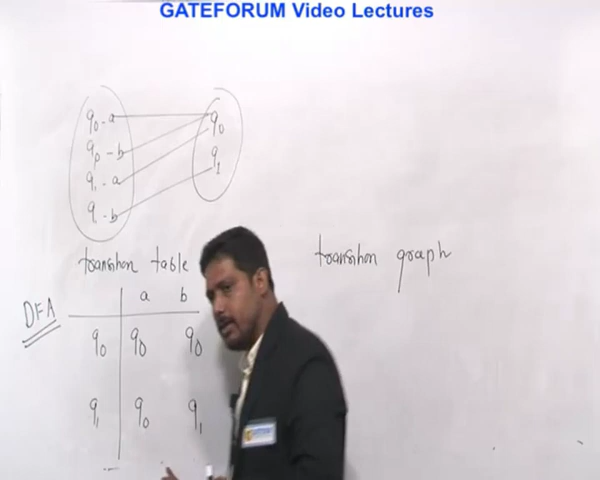 GATEFORUM Video Lectures
q0 - a
q0 - b
q1 - a
q1 - b
q0
q1
transition table
transition graph
DFA
a b
q0 q0 q0
q1 q0 q1